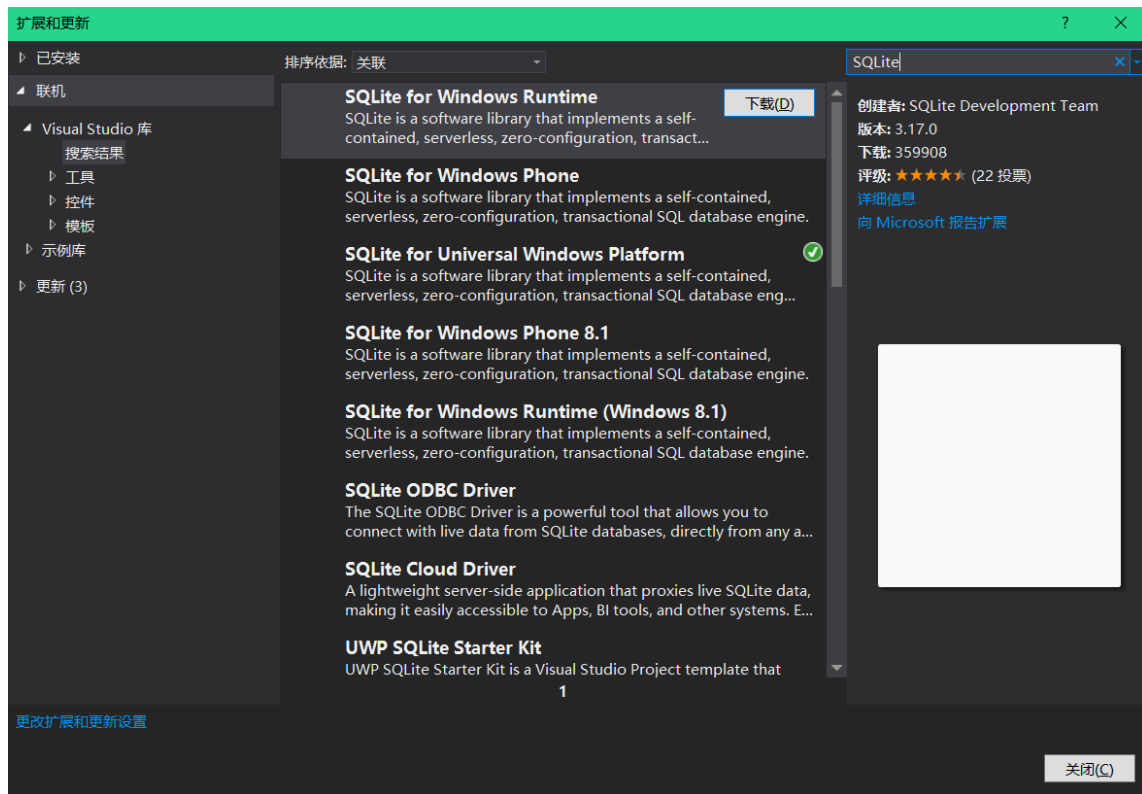 扩展和更新
?
已安装
联机
Visual Studio 库
搜索结果
工具
控件
模板
示例库
更新 (3)
排序依据: 关联
SQLite for Windows Runtime
SQLite is a software library that implements a self-
contained, serverless, zero-configuration, transact...
下载(D)
SQLite for Windows Phone
SQLite is a software library that implements a self-contained,
serverless, zero-configuration, transactional SQL database engine.
SQLite for Universal Windows Platform
SQLite is a software library that implements a self-contained,
serverless, zero-configuration, transactional SQL database eng...
SQLite for Windows Phone 8.1
SQLite is a software library that implements a self-contained,
serverless, zero-configuration, transactional SQL database engine.
SQLite for Windows Runtime (Windows 8.1)
SQLite is a software library that implements a self-contained,
serverless, zero-configuration, transactional SQL database engine.
SQLite ODBC Driver
The SQLite ODBC Driver is a powerful tool that allows you to
connect with live data from SQLite databases, directly from any a...
SQLite Cloud Driver
A lightweight server-side application that proxies live SQLite data,
making it easily accessible to Apps, BI tools, and other systems. E...
UWP SQLite Starter Kit
UWP SQLite Starter Kit is a Visual Studio Project template that
1
SQLite
创建者: SQLite Development Team
版本: 3.17.0
下载: 359908
评级: ★★★★★ (22 投票)
详细信息
向 Microsoft 报告扩展
更改扩展和更新设置
关闭(C)